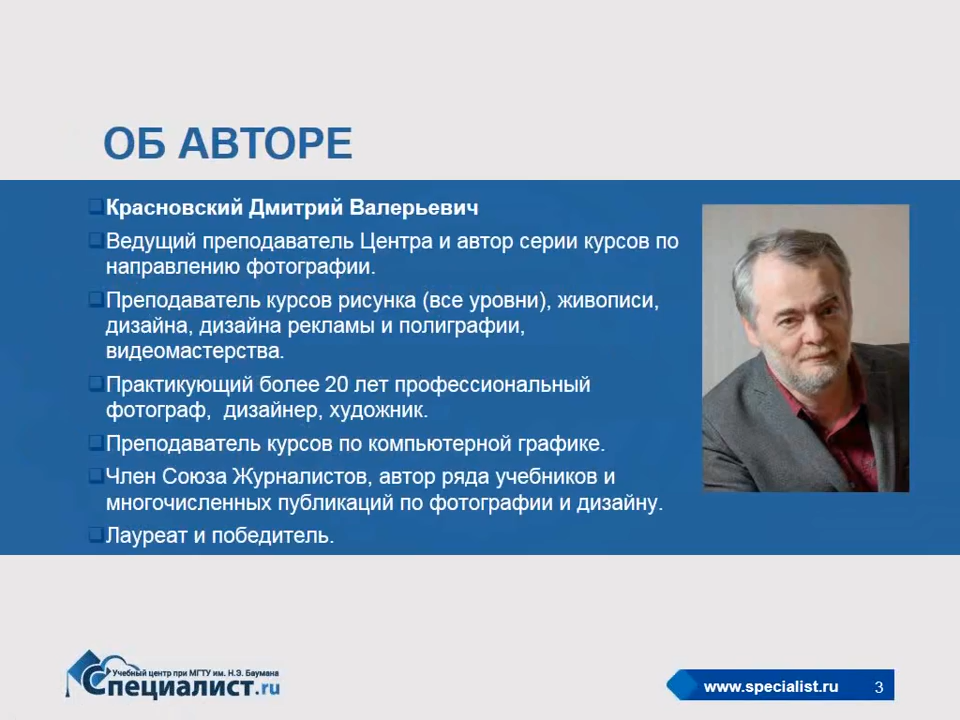 ОБ АВТОРЕ
Красновский Дмитрий Валерьевич
Ведущий преподаватель Центра и автор серии курсов по
направлению фотографии.
Преподаватель курсов рисунка (все уровни), живописи,
дизайна, дизайна рекламы и полиграфии,
видеомастерства.
Практикующий более 20 лет профессиональный
фотограф,  дизайнер, художник.
Преподаватель курсов по компьютерной графике.
Член Союза Журналистов, автор ряда учебников и
многочисленных публикаций по фотографии и дизайну.
Лауреат и победитель.
Учебный центр при МГТУ им. Н.Э. Баумана
Специалист.ru
www.specialist.ru 3